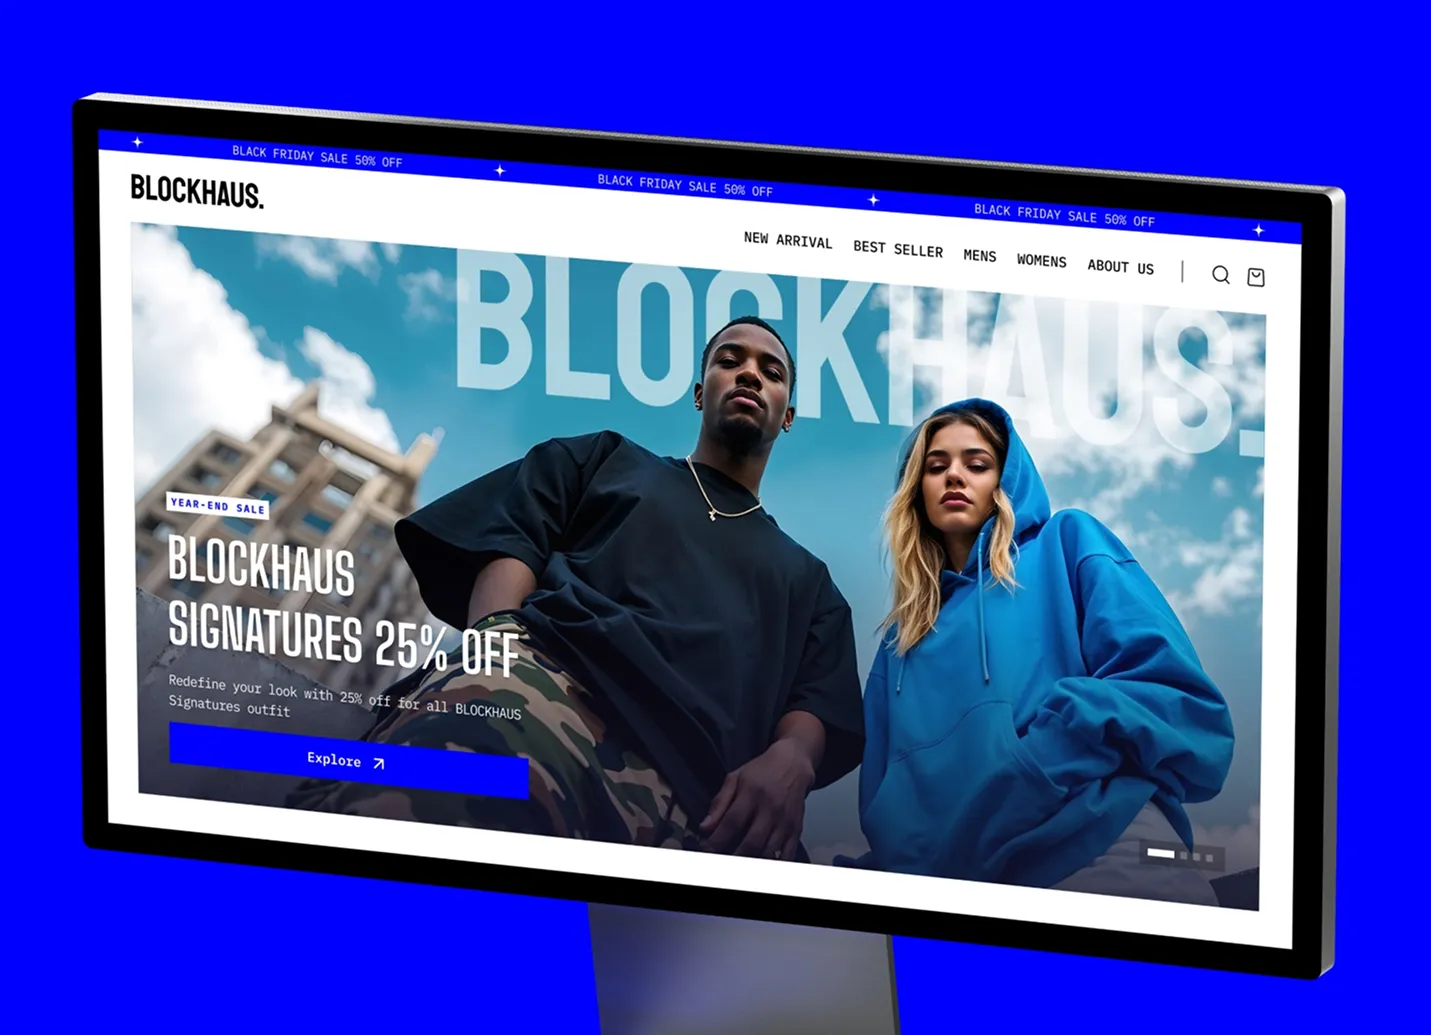 BLACK FRIDAY SALE 50% OFF
BLACK FRIDAY SALE 50% OFF
BLACK FRIDAY SALE 50% OFF
BLOCKHAUS.
NEW ARRIVAL
BEST SELLER
MENS
WOMENS
ABOUT US
BLOCKHAUS.
YEAR-END SALE
BLOCKHAUS
SIGNATURES 25% OFF
Redefine your look with 25% off for all BLOCKHAUS
Signatures outfit
Explore